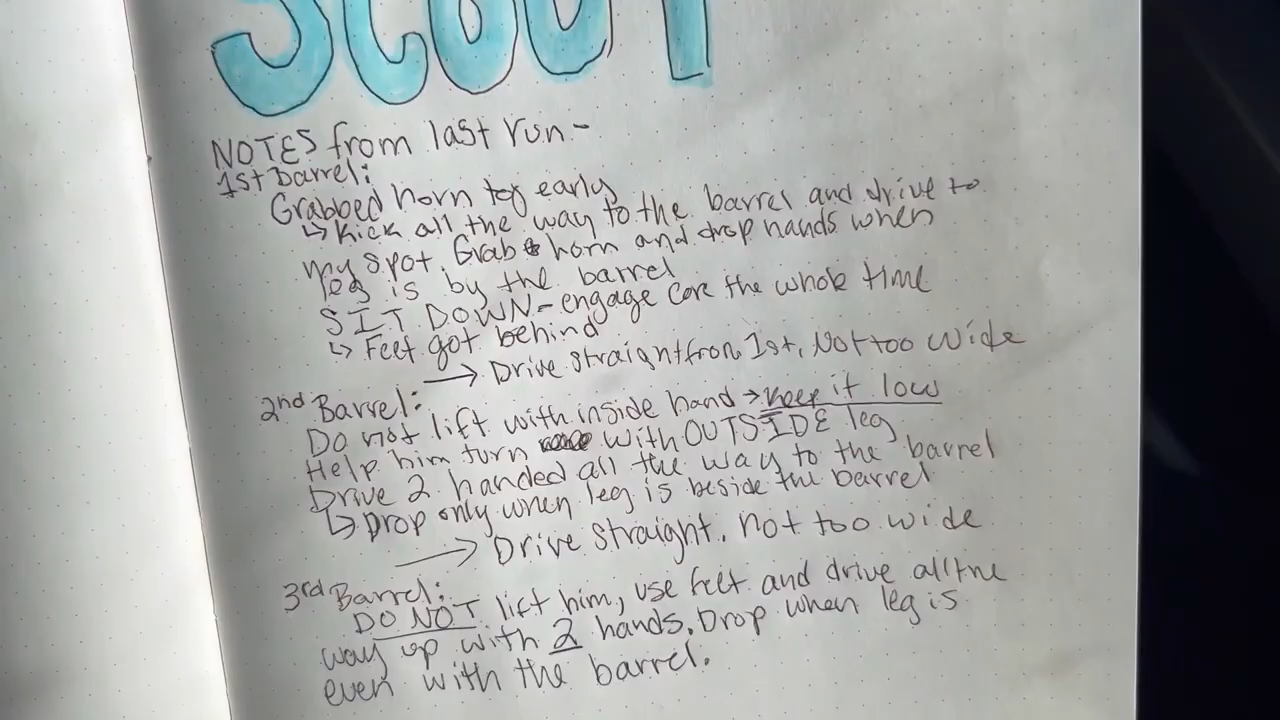 SCOUT
NOTES from last run-
1st Barrel:
Grabbed horn too early
↳ Kick all the way to the barrel and drive to
my spot. Grab horn and drop hands when
leg is by the barrel
SIT DOWN - engage core the whole time
↳ Feet got behind
→ Drive straight from 1st, Not too wide
2nd Barrel:
Do not lift with inside hand → keep it low
Help him turn with OUTSIDE leg
Drive 2 handed all the way to the barrel
↳ Drop only when leg is beside the barrel
→ Drive straight. not too wide
3rd Barrel:
DO NOT lift him, use feet and drive all the
way up with 2 hands. Drop when leg is
even with the barrel.